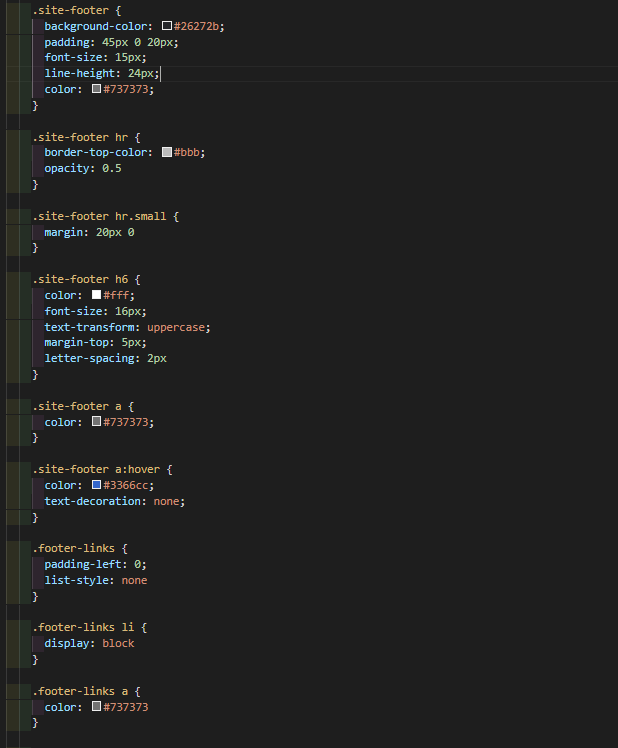 .site-footer {
background-color: #26272b;
padding: 45px 0 20px;
font-size: 15px;
line-height: 24px;
color: #737373;
}
.site-footer hr {
border-top-color: #bbb;
opacity: 0.5
}
.site-footer hr.small {
margin: 20px 0
}
.site-footer h6 {
color: #fff;
font-size: 16px;
text-transform: uppercase;
margin-top: 5px;
letter-spacing: 2px
}
.site-footer a {
color: #737373;
}
.site-footer a:hover {
color: #3366cc;
text-decoration: none;
}
.footer-links {
padding-left: 0;
list-style: none
}
.footer-links li {
display: block
}
.footer-links a {
color: #737373
}